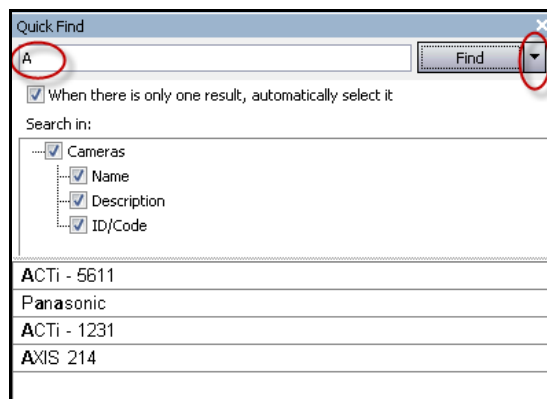 Quick Find
A
Find
When there is only one result, automatically select it
Search in:
Cameras
Name
Description
ID/Code
ACTi - 5611
Panasonic
ACTi - 1231
AXIS 214